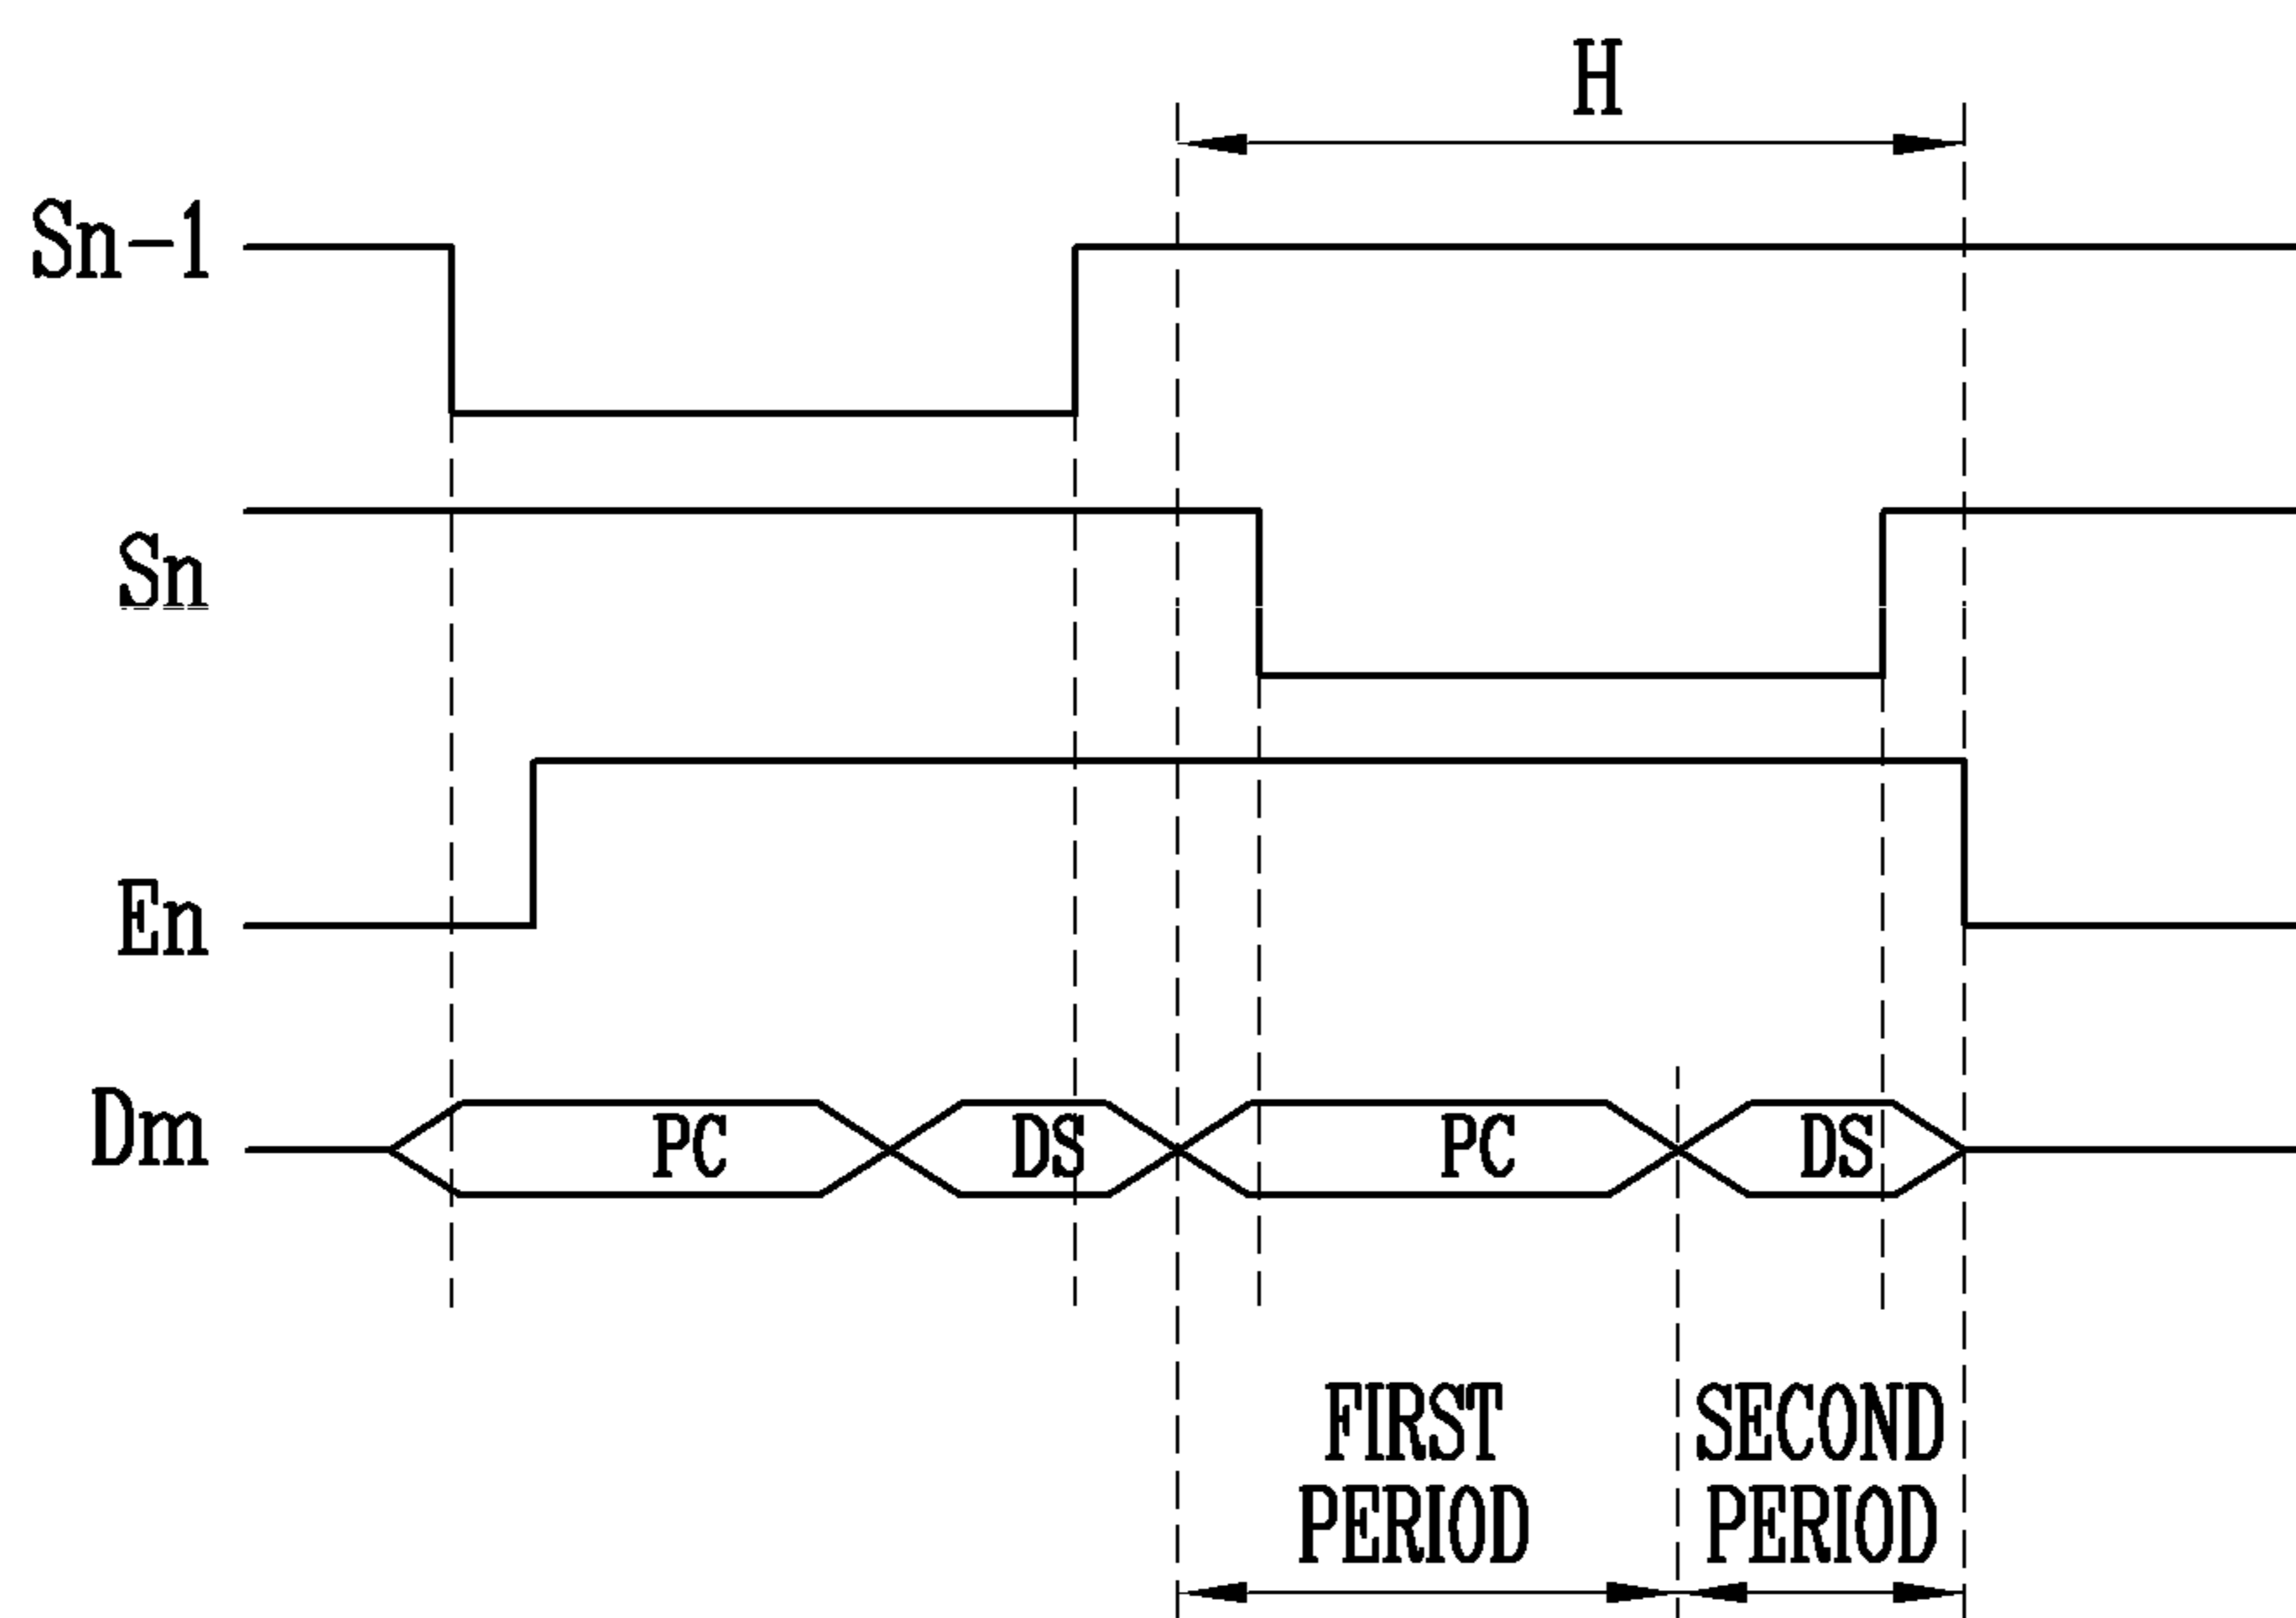 H
Sn-1
Sn
En
Dm
PC DS PC DS
FIRST SECOND
PERIOD PERIOD